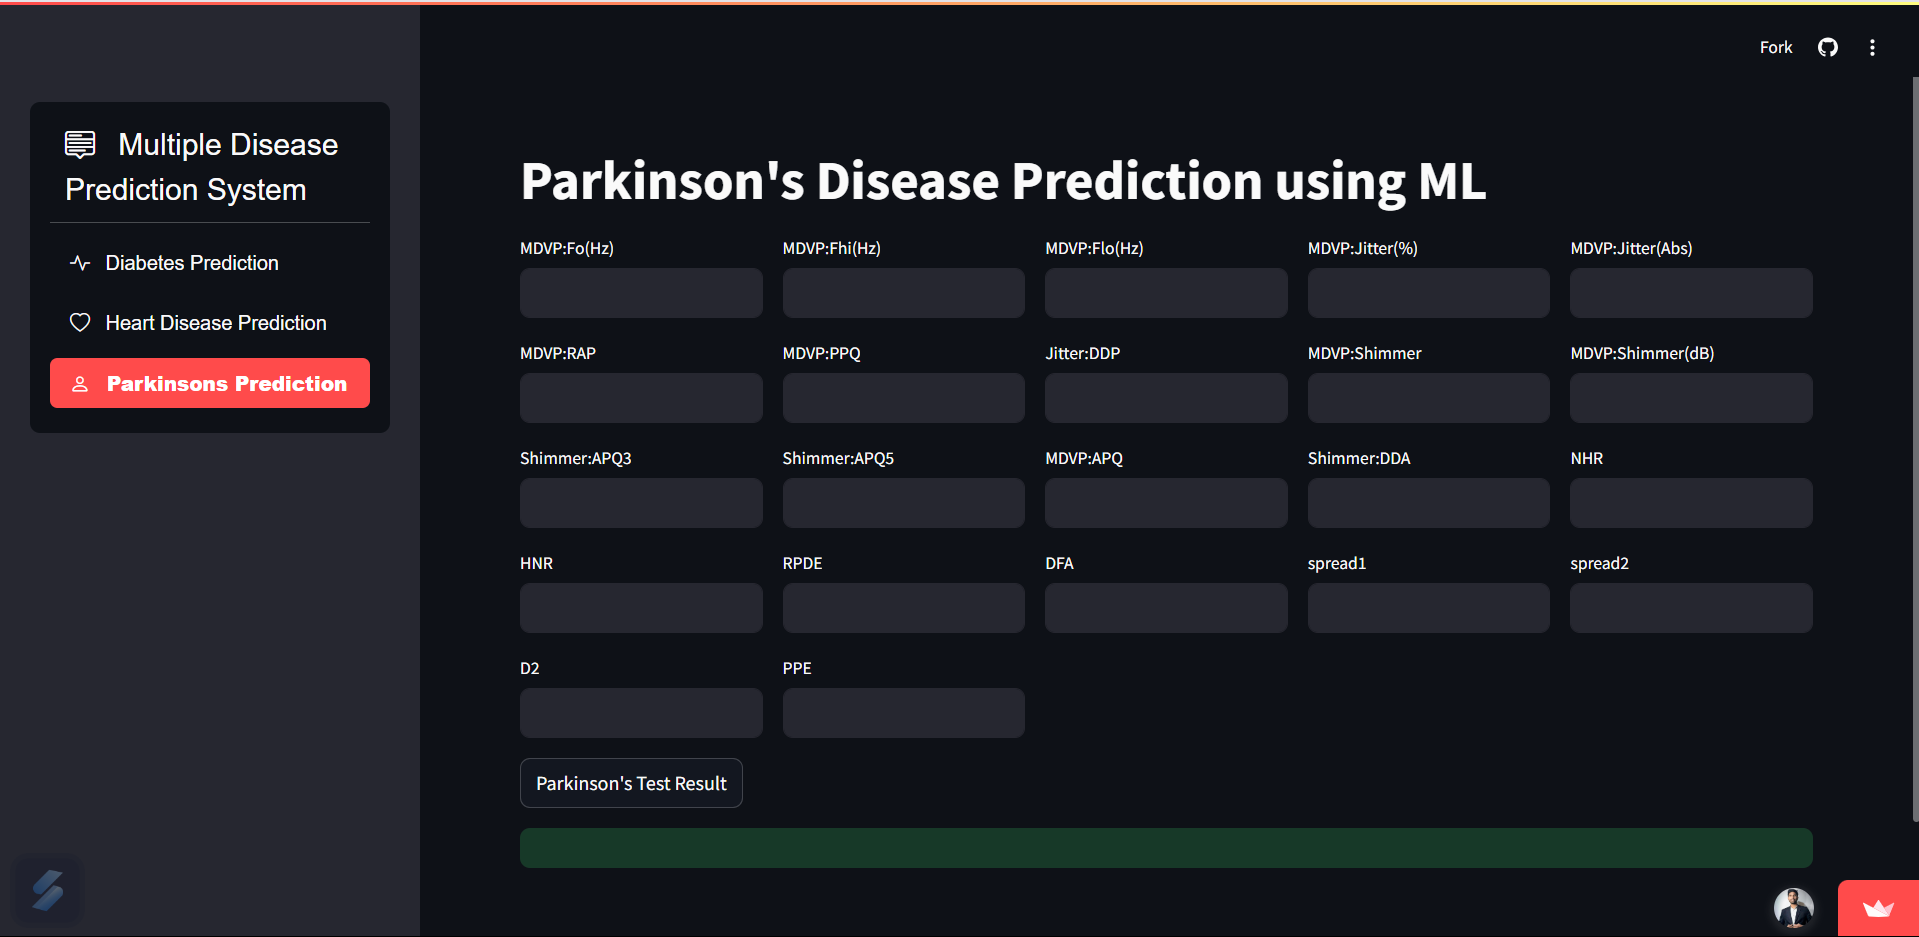 Fork
Multiple Disease
Prediction System
Diabetes Prediction
Heart Disease Prediction
Parkinsons Prediction
Parkinson's Disease Prediction using ML
MDVP:Fo(Hz) MDVP:Fhi(Hz) MDVP:Flo(Hz) MDVP:Jitter(%) MDVP:Jitter(Abs)
MDVP:RAP MDVP:PPQ Jitter:DDP MDVP:Shimmer MDVP:Shimmer(dB)
Shimmer:APQ3 Shimmer:APQ5 MDVP:APQ Shimmer:DDA NHR
HNR RPDE DFA spread1 spread2
D2 PPE
Parkinson's Test Result